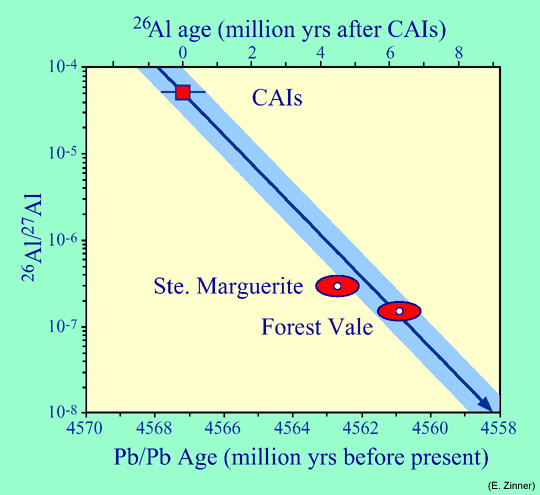 ²⁶Al age (million yrs after CAIs)
0 2 4 6 8
10⁻⁴
CAIs
10⁻⁵
²⁶Al/²⁷Al
10⁻⁶
Ste. Marguerite
10⁻⁷
Forest Vale
10⁻⁸
4570 4568 4566 4564 4562 4560 4558
Pb/Pb Age (million yrs before present)
(E. Zinner)